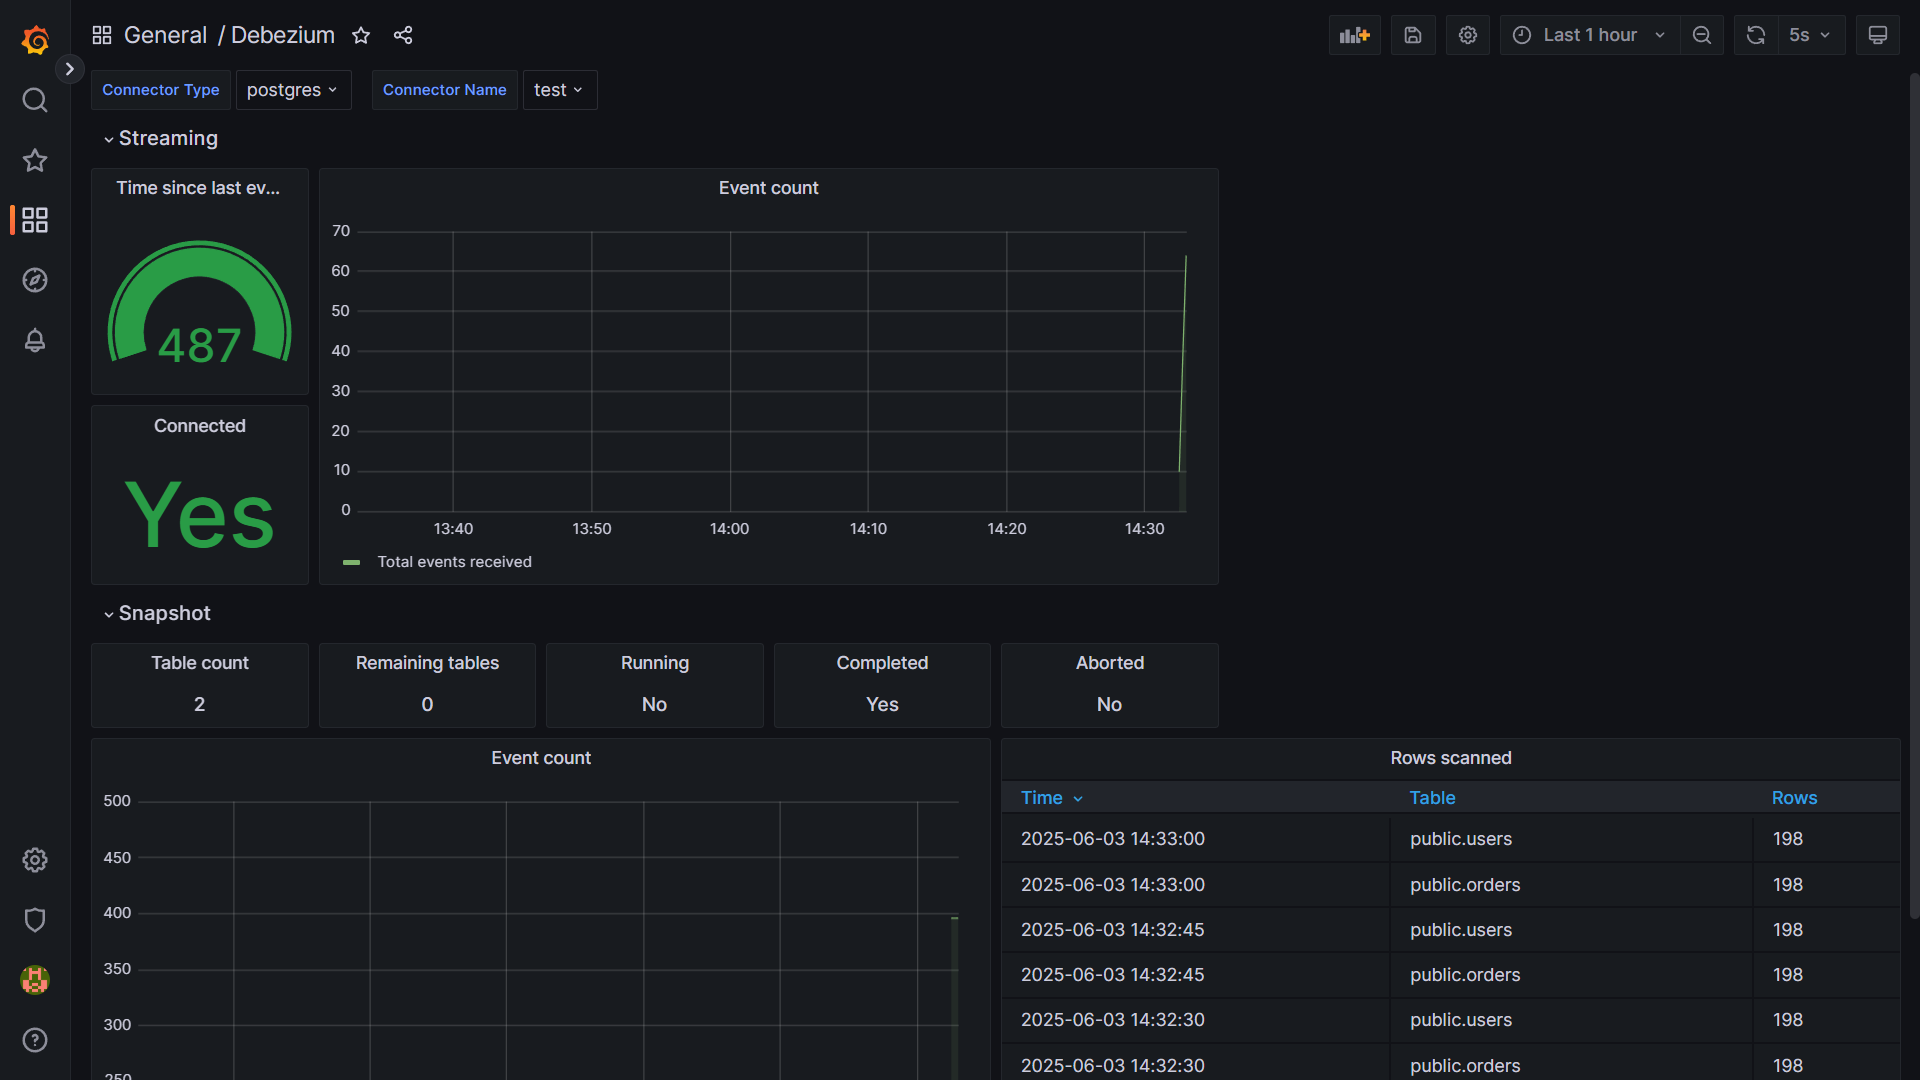 General / Debezium
Last 1 hour
5s
Connector Type
postgres
Connector Name
test
Streaming
Time since last ev...
487
Connected
Yes
Event count
70
60
50
40
30
20
10
0
13:40 13:50 14:00 14:10 14:20 14:30
Total events received
Snapshot
Table count
2
Remaining tables
0
Running
No
Completed
Yes
Aborted
No
Event count
500
450
400
350
300
250
Rows scanned
Time Table Rows
2025-06-03 14:33:00 public.users 198
2025-06-03 14:33:00 public.orders 198
2025-06-03 14:32:45 public.users 198
2025-06-03 14:32:45 public.orders 198
2025-06-03 14:32:30 public.users 198
2025-06-03 14:32:30 public.orders 198